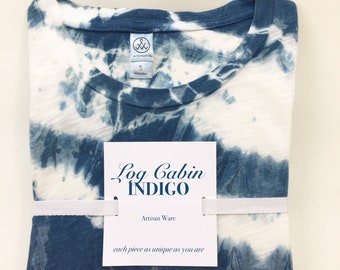 S
Log Cabin
INDIGO
Artisan Ware
each piece as unique as you are